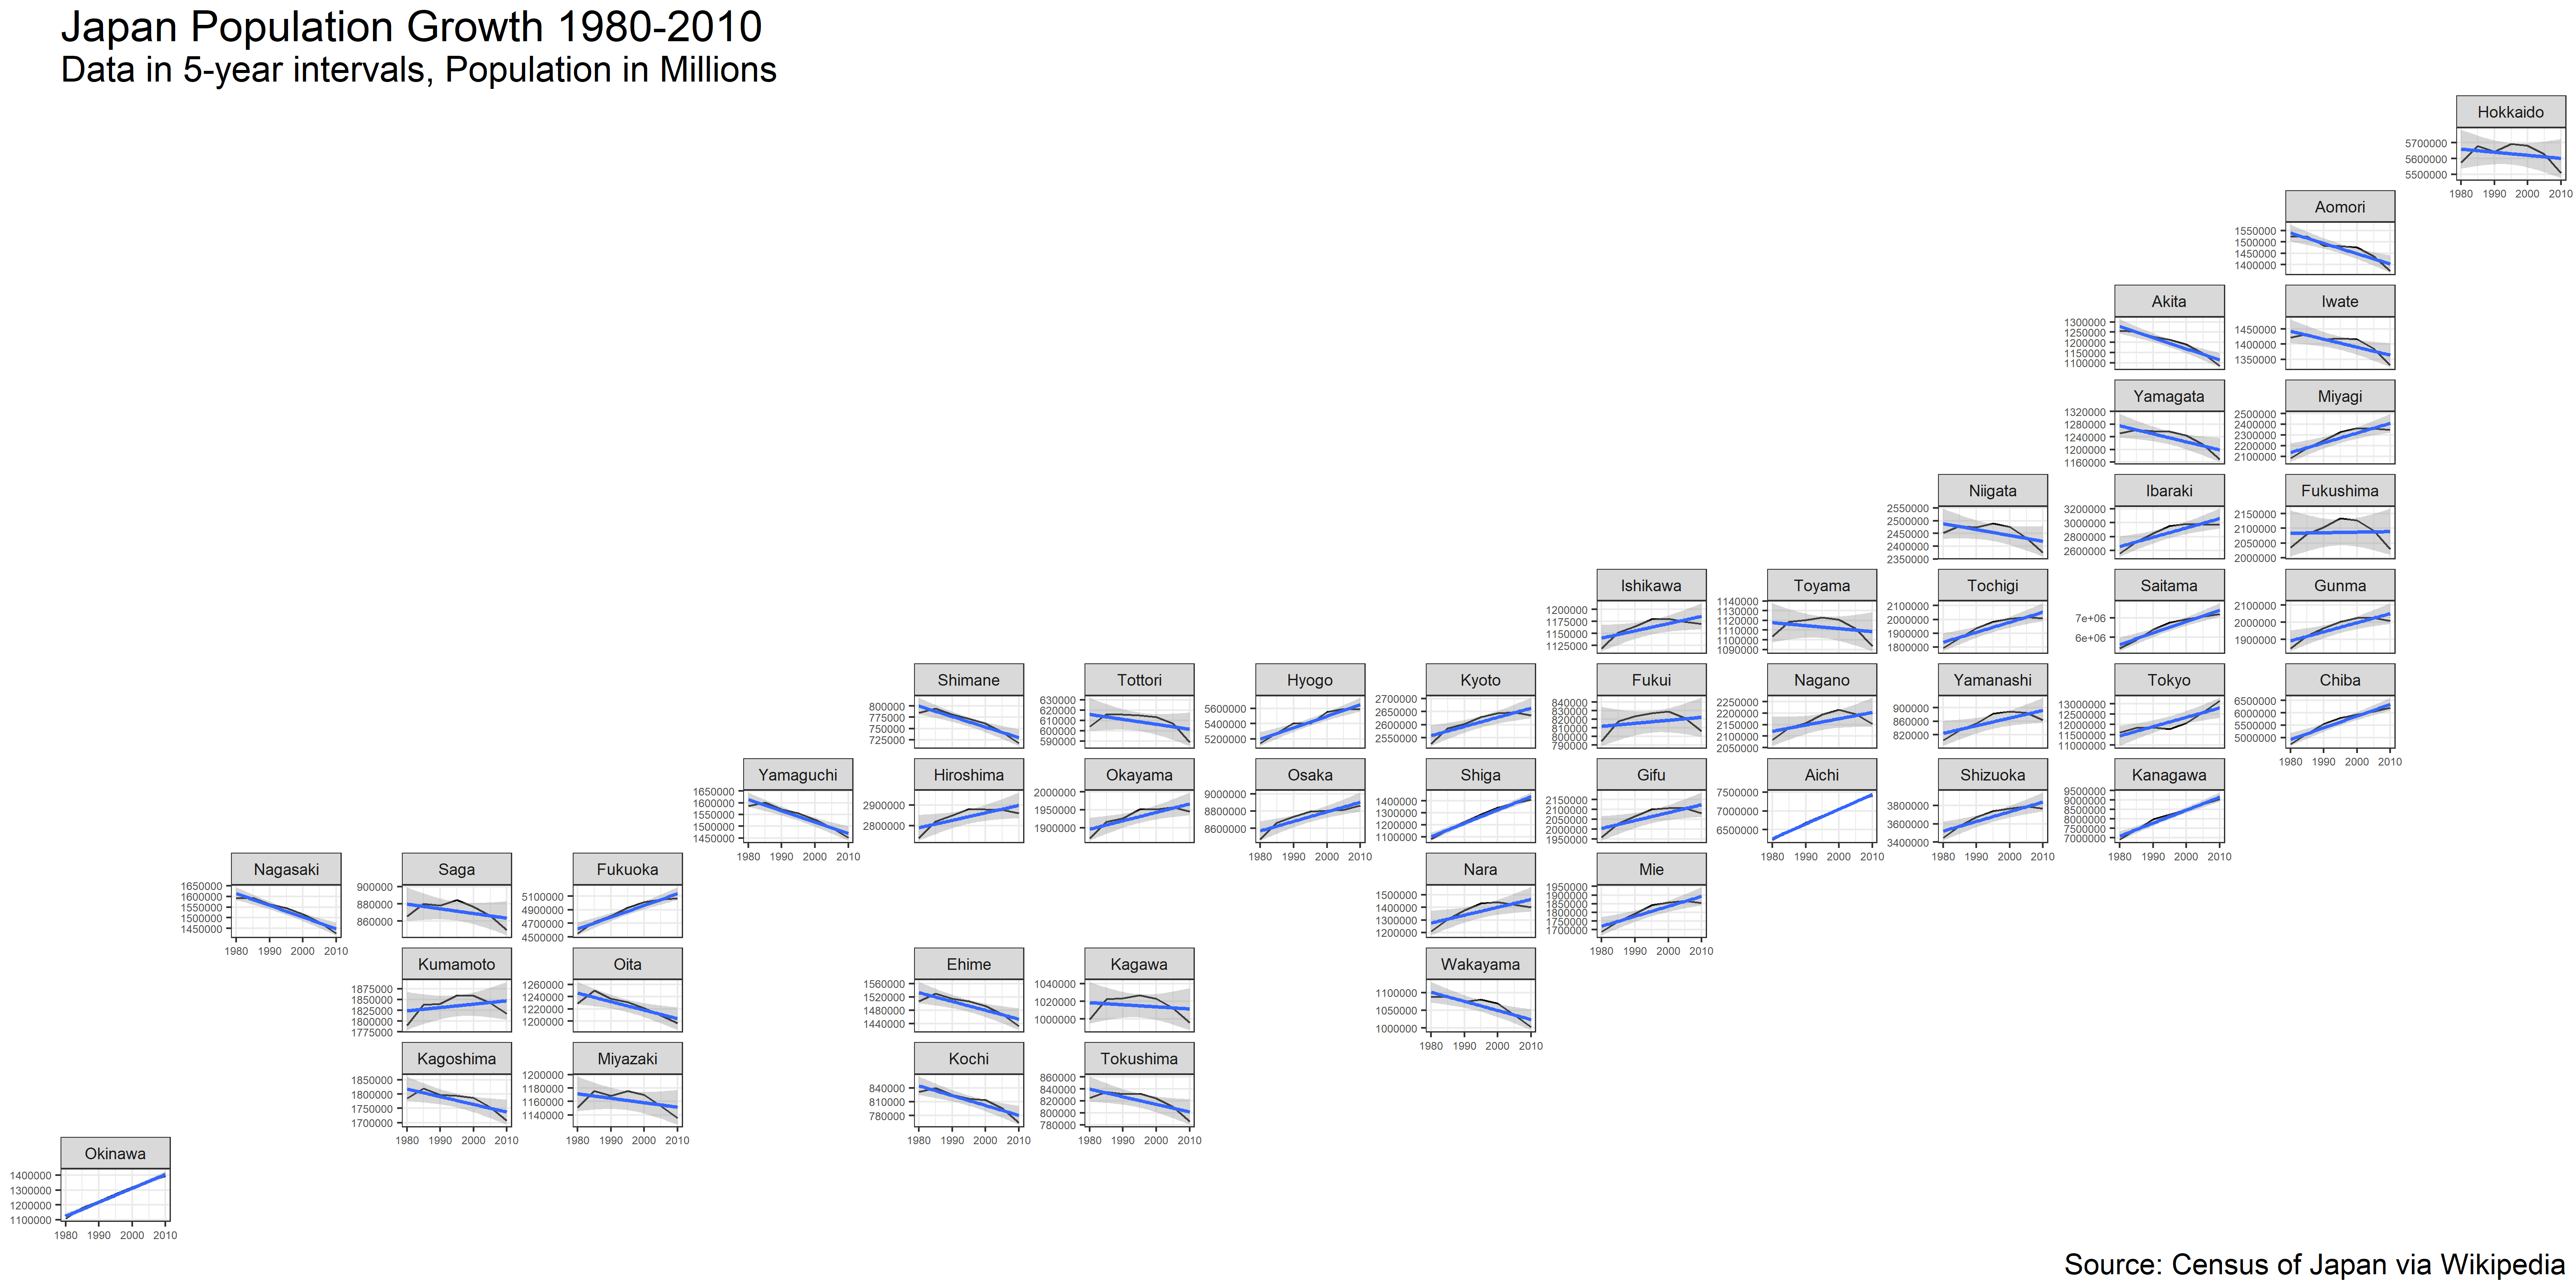 Japan Population Growth 1980-2010
Data in 5-year intervals, Population in Millions
Hokkaido
5700000
5600000
5500000
1980 1990 2000 2010
Aomori
1550000
1500000
1450000
1400000
Akita
1300000
1250000
1200000
1150000
1100000
Iwate
1450000
1400000
1350000
Yamagata
1320000
1280000
1240000
1200000
1160000
Miyagi
2500000
2400000
2300000
2200000
2100000
Niigata
2550000
2500000
2450000
2400000
2350000
Ibaraki
3200000
3000000
2800000
2600000
Fukushima
2150000
2100000
2050000
2000000
Ishikawa
1200000
1175000
1150000
1125000
Toyama
1140000
1130000
1120000
1110000
1100000
1090000
Tochigi
2100000
2000000
1900000
1800000
Saitama
7e+06
6e+06
Gunma
2100000
2000000
1900000
Shimane
800000
775000
750000
725000
Tottori
630000
620000
610000
600000
590000
Hyogo
5600000
5400000
5200000
Kyoto
2700000
2650000
2600000
2550000
Fukui
840000
830000
820000
810000
800000
790000
Nagano
2250000
2200000
2150000
2100000
2050000
Yamanashi
900000
860000
820000
Tokyo
13000000
12500000
12000000
11500000
11000000
Chiba
6500000
6000000
5500000
5000000
1980 1990 2000 2010
Yamaguchi
1650000
1600000
1550000
1500000
1450000
1980 1990 2000 2010
Hiroshima
2900000
2800000
Okayama
2000000
1950000
1900000
Osaka
9000000
8800000
8600000
1980 1990 2000 2010
Shiga
1400000
1300000
1200000
1100000
Gifu
2150000
2100000
2050000
2000000
1950000
Aichi
7500000
7000000
6500000
1980 1990 2000 2010
Shizuoka
3800000
3600000
3400000
1980 1990 2000 2010
Kanagawa
9500000
9000000
8500000
8000000
7500000
7000000
1980 1990 2000 2010
Nagasaki
1650000
1600000
1550000
1500000
1450000
1980 1990 2000 2010
Saga
900000
880000
860000
Fukuoka
5100000
4900000
4700000
4500000
Nara
1500000
1400000
1300000
1200000
Mie
1950000
1900000
1850000
1800000
1750000
1700000
1980 1990 2000 2010
Kumamoto
1875000
1850000
1825000
1800000
1775000
Oita
1260000
1240000
1220000
1200000
Ehime
1560000
1520000
1480000
1440000
Kagawa
1040000
1020000
1000000
Wakayama
1100000
1050000
1000000
1980 1990 2000 2010
Kagoshima
1850000
1800000
1750000
1700000
1980 1990 2000 2010
Miyazaki
1200000
1180000
1160000
1140000
1980 1990 2000 2010
Kochi
840000
810000
780000
1980 1990 2000 2010
Tokushima
860000
840000
820000
800000
780000
1980 1990 2000 2010
Okinawa
1400000
1300000
1200000
1100000
1980 1990 2000 2010
Source: Census of Japan via Wikipedia